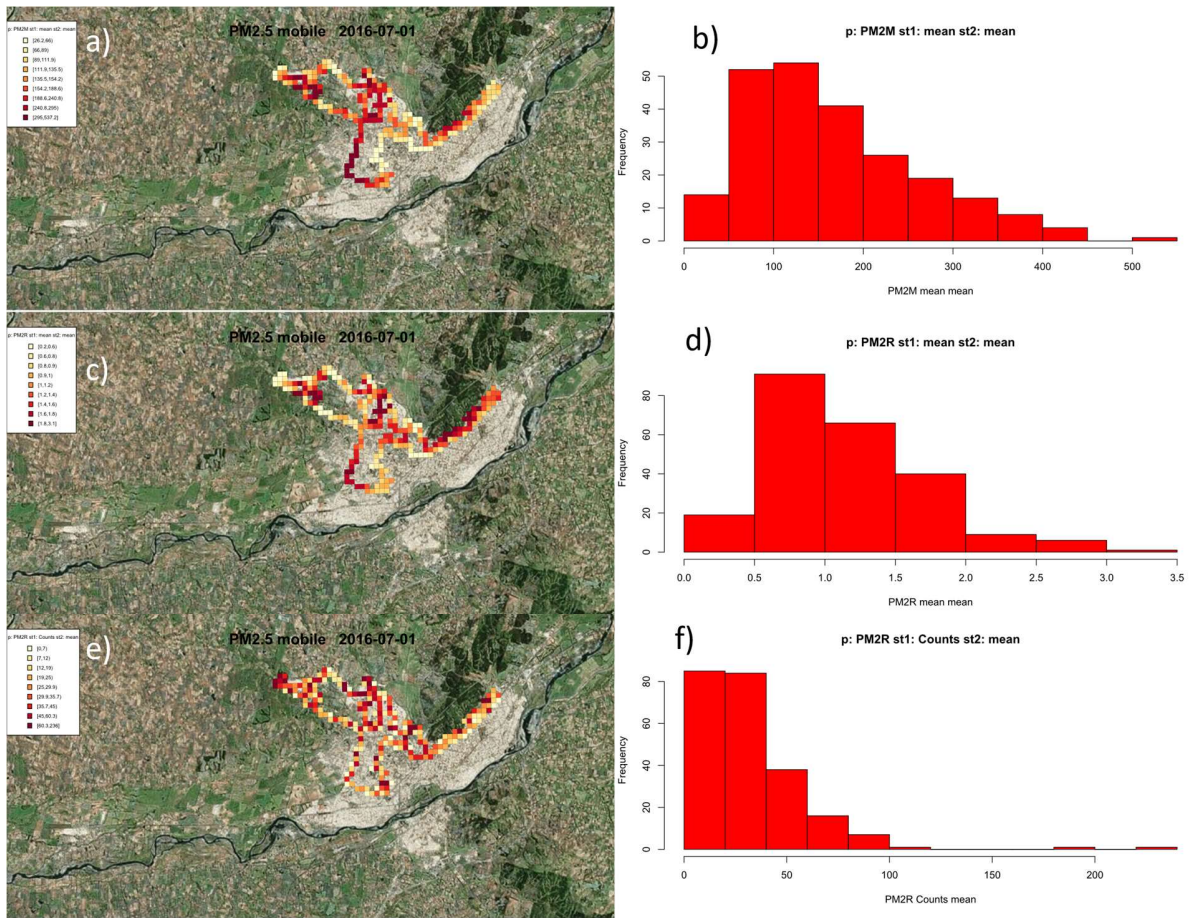 a)
PM2.5 mobile 2016-07-01
p: PM2M st1: mean st2: mean
[26.2,66)
[66,89)
[89,111.9)
[111.9,135.5)
[135.5,154.2)
[154.2,188.6)
[188.6,240.8)
[240.8,295)
[295,537.2]
b)
p: PM2M st1: mean st2: mean
Frequency
50
40
30
20
10
0
0 100 200 300 400 500
PM2M mean mean
c)
PM2.5 mobile 2016-07-01
p: PM2R st1: mean st2: mean
[0.2,0.6)
[0.6,0.8)
[0.8,0.9)
[0.9,1)
[1,1.2)
[1.2,1.4)
[1.4,1.6)
[1.6,1.8)
[1.8,3.1]
d)
p: PM2R st1: mean st2: mean
Frequency
80
60
40
20
0
0.0 0.5 1.0 1.5 2.0 2.5 3.0 3.5
PM2R mean mean
e)
PM2.5 mobile 2016-07-01
p: PM2R st1: Counts st2: mean
[0,7)
[7,12)
[12,19)
[19,25)
[25,29.9)
[29.9,35.7)
[35.7,45)
[45,60.3)
[60.3,236]
f)
p: PM2R st1: Counts st2: mean
Frequency
80
60
40
20
0
0 50 100 150 200
PM2R Counts mean